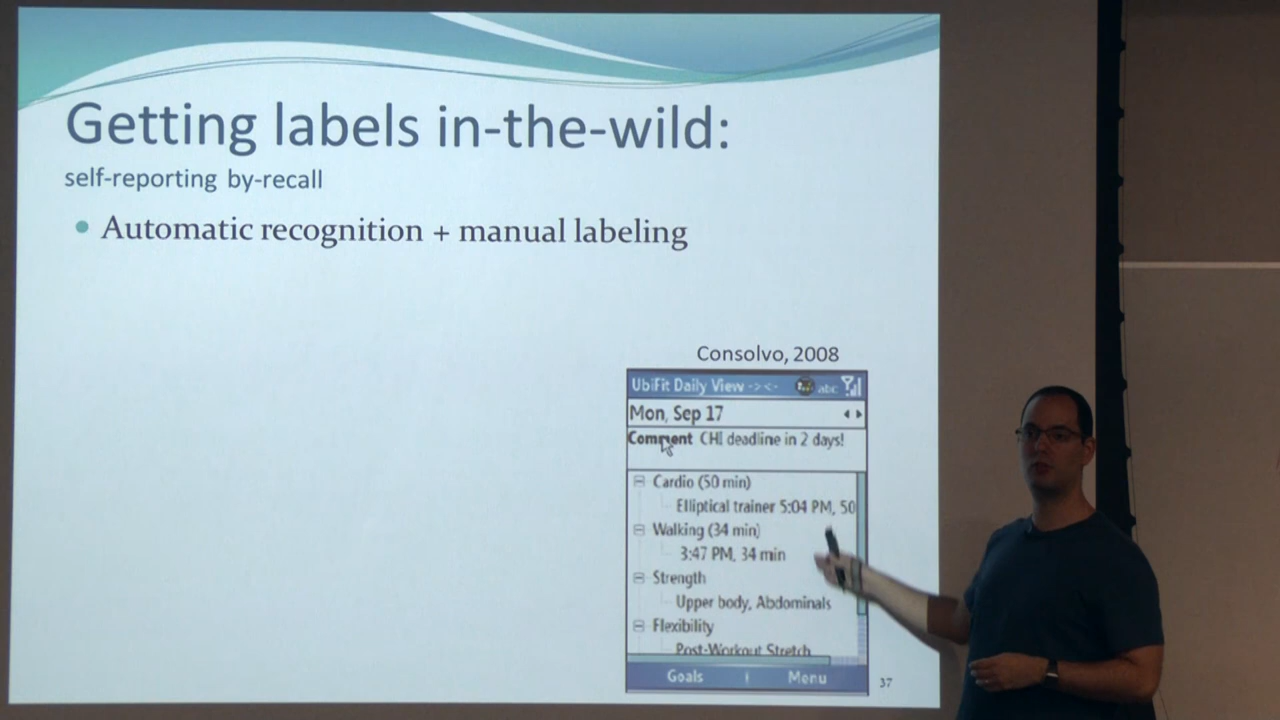 Getting labels in-the-wild:
self-reporting by-recall
• Automatic recognition + manual labeling
Consolvo, 2008
UbiFit Daily View -><- abc
Mon, Sep 17
Comment CHI deadline in 2 days!
Cardio (50 min)
Elliptical trainer 5:04 PM, 50
Walking (34 min)
3:47 PM, 34 min
Strength
Upper body, Abdominals
Flexibility
Post-Workout Stretch
Goals Menu
37